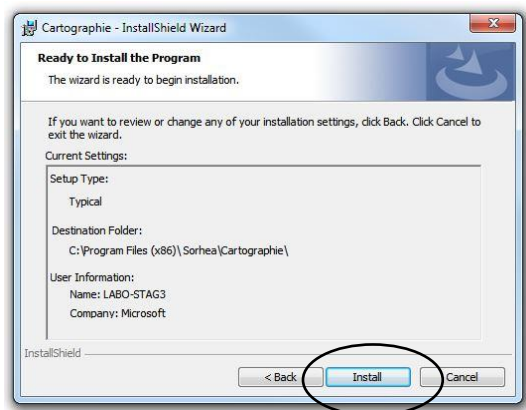 Cartographie - InstallShield Wizard
Ready to Install the Program
The wizard is ready to begin installation.
If you want to review or change any of your installation settings, click Back. Click Cancel to
exit the wizard.
Current Settings:
Setup Type:
Typical
Destination Folder:
C:\Program Files (x86)\Sorhea\Cartographie\
User Information:
Name: LABO-STAG3
Company: Microsoft
InstallShield
< Back
Install
Cancel